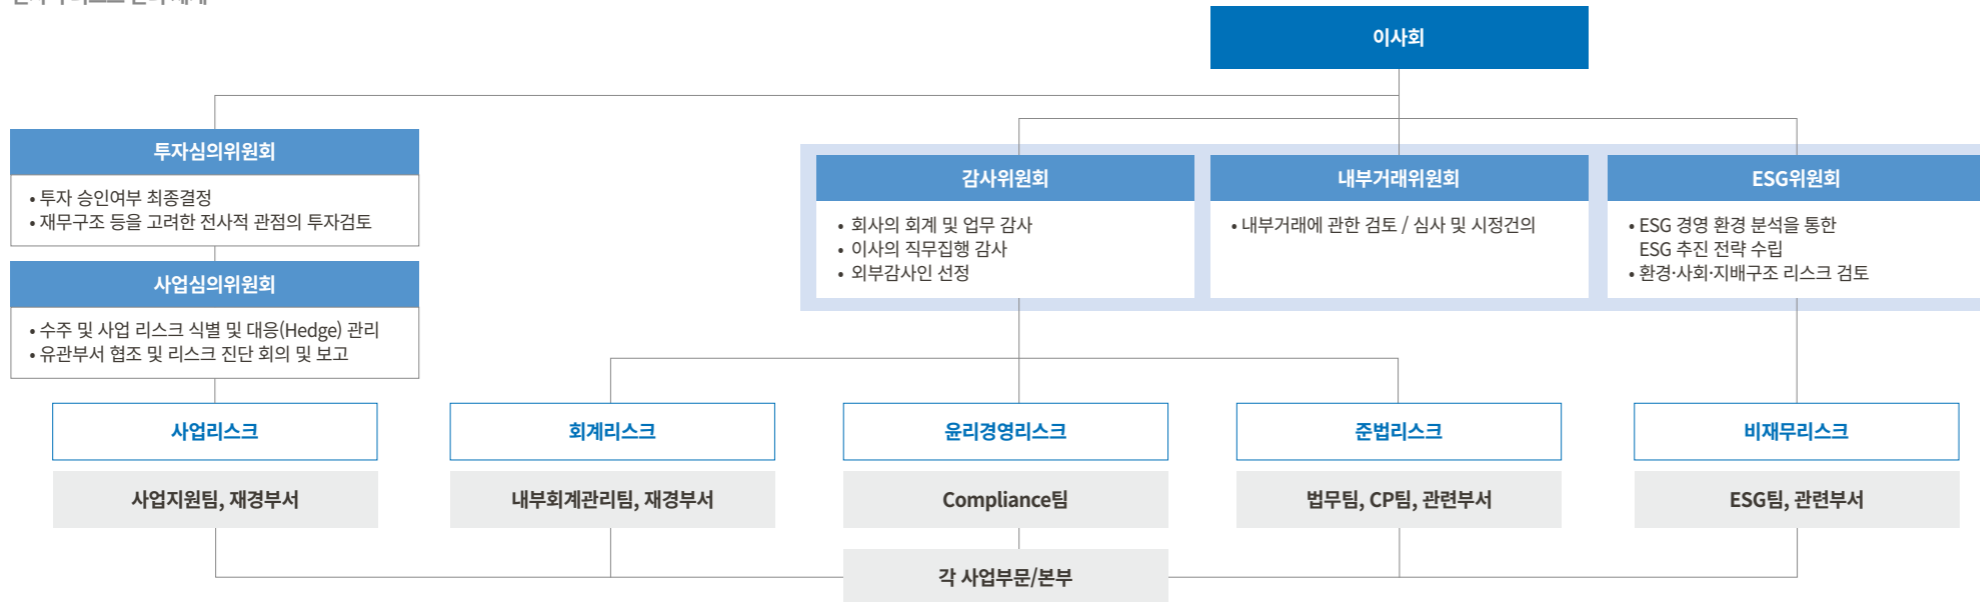 이사회
투자심의위원회
• 투자 승인여부 최종결정
• 재무구조 등을 고려한 전사적 관점의 투자검토
사업심의위원회
• 수주 및 사업 리스크 식별 및 대응(Hedge) 관리
• 유관부서 협조 및 리스크 진단 회의 및 보고
감사위원회
• 회사의 회계 및 업무 감사
• 이사의 직무집행 감사
• 외부감사인 선정
내부거래위원회
• 내부거래에 관한 검토 / 심사 및 시정건의
ESG위원회
• ESG 경영 환경 분석을 통한
ESG 추진 전략 수립
• 환경·사회·지배구조 리스크 검토
사업리스크
회계리스크
윤리경영리스크
준법리스크
비재무리스크
사업지원팀, 재경부서
내부회계관리팀, 재경부서
Compliance팀
법무팀, CP팀, 관련부서
ESG팀, 관련부서
각 사업부문/본부